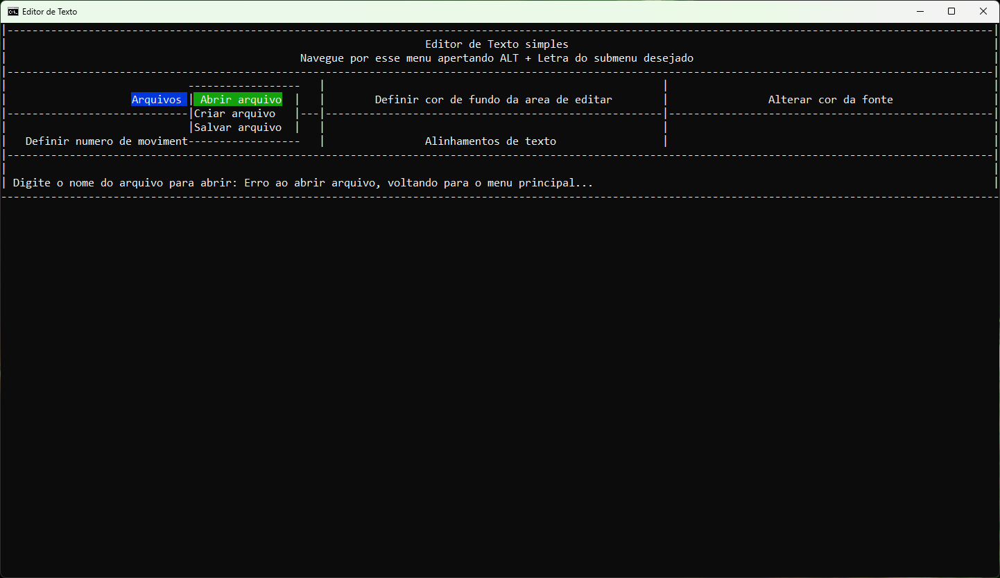 Editor de Texto
Editor de Texto simples
Navegue por esse menu apertando ALT + Letra do submenu desejado
Arquivos | Abrir arquivo | Definir cor de fundo da area de editar | Alterar cor da fonte
Criar arquivo
Salvar arquivo
Definir numero de moviment Alinhamentos de texto
Digite o nome do arquivo para abrir: Erro ao abrir arquivo, voltando para o menu principal...